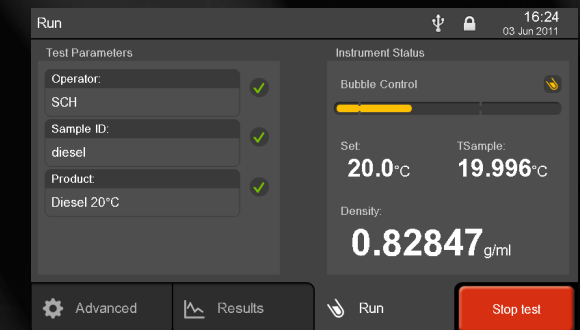 Run
16:24
03 Jun 2011
Test Parameters
Operator:
SCH
Sample ID:
diesel
Product:
Diesel 20°C
Instrument Status
Bubble Control
Set: TSample:
20.0°C 19.996°C
Density:
0.82847g/ml
Advanced Results Run Stop test